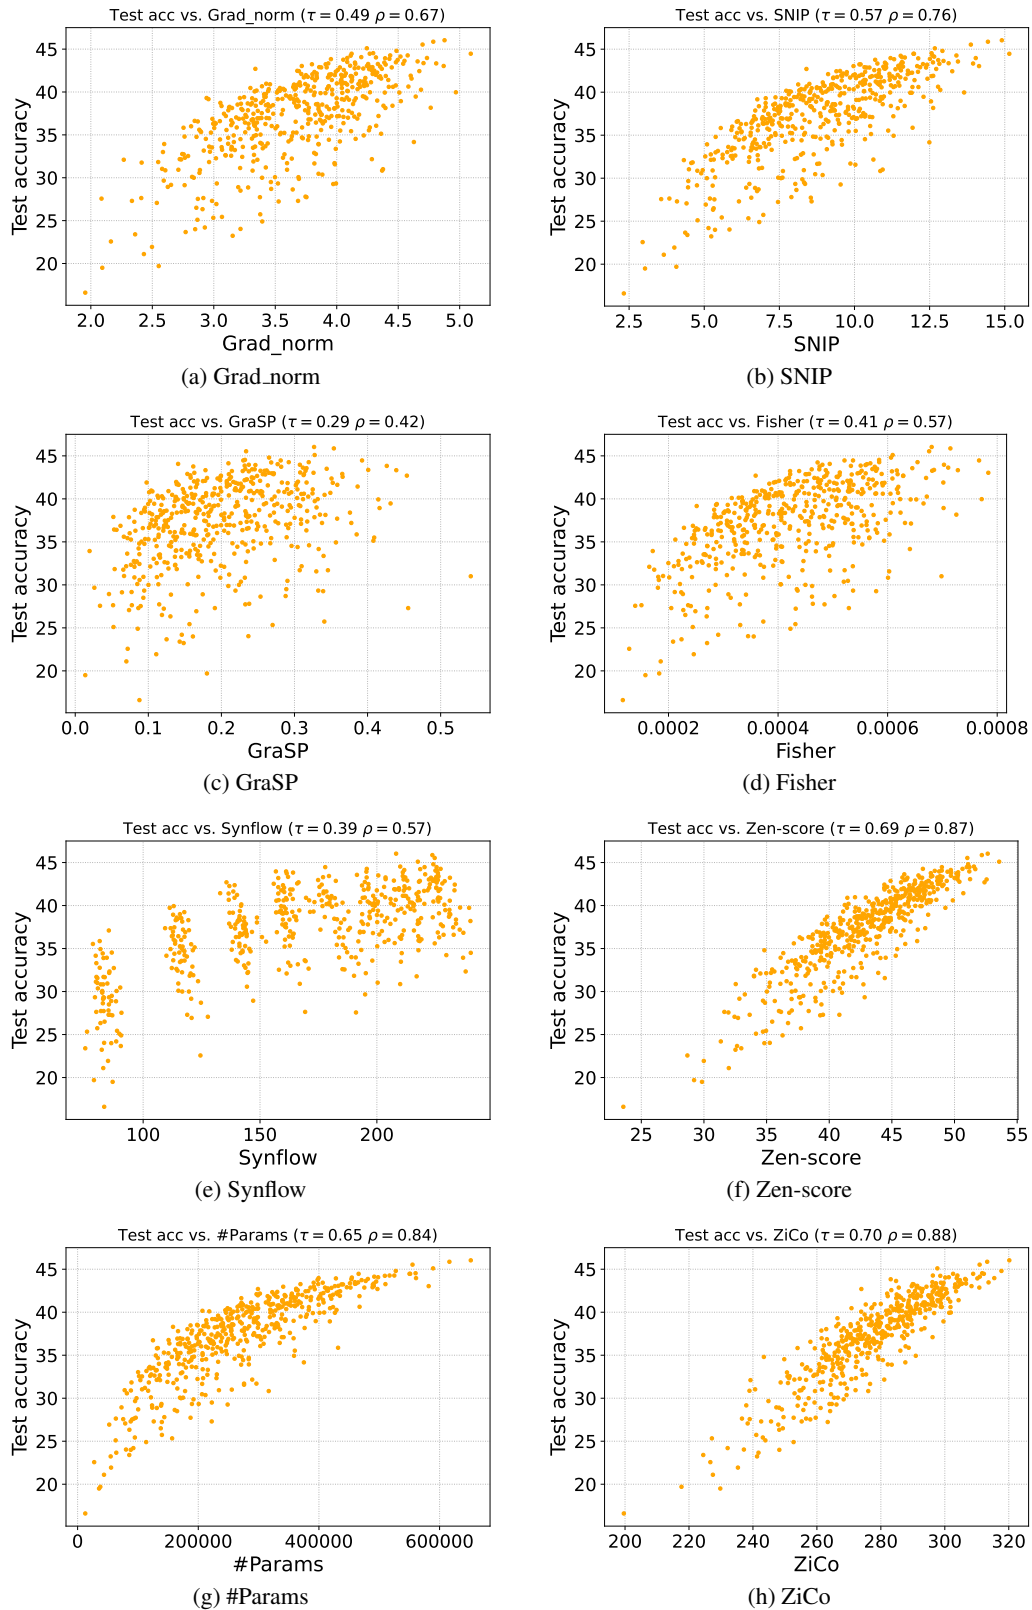 Test acc vs. Grad_norm (τ = 0.49 ρ = 0.67)
Test accuracy
45
40
35
30
25
20
2.0 2.5 3.0 3.5 4.0 4.5 5.0
Grad_norm
(a) Grad_norm
Test acc vs. SNIP (τ = 0.57 ρ = 0.76)
Test accuracy
45
40
35
30
25
20
2.5 5.0 7.5 10.0 12.5 15.0
SNIP
(b) SNIP
Test acc vs. GraSP (τ = 0.29 ρ = 0.42)
Test accuracy
45
40
35
30
25
20
0.0 0.1 0.2 0.3 0.4 0.5
GraSP
(c) GraSP
Test acc vs. Fisher (τ = 0.41 ρ = 0.57)
Test accuracy
45
40
35
30
25
20
0.0002 0.0004 0.0006 0.0008
Fisher
(d) Fisher
Test acc vs. Synflow (τ = 0.39 ρ = 0.57)
Test accuracy
45
40
35
30
25
20
100 150 200
Synflow
(e) Synflow
Test acc vs. Zen-score (τ = 0.69 ρ = 0.87)
Test accuracy
45
40
35
30
25
20
25 30 35 40 45 50 55
Zen-score
(f) Zen-score
Test acc vs. #Params (τ = 0.65 ρ = 0.84)
Test accuracy
45
40
35
30
25
20
0 200000 400000 600000
#Params
(g) #Params
Test acc vs. ZiCo (τ = 0.70 ρ = 0.88)
Test accuracy
45
40
35
30
25
20
200 220 240 260 280 300 320
ZiCo
(h) ZiCo